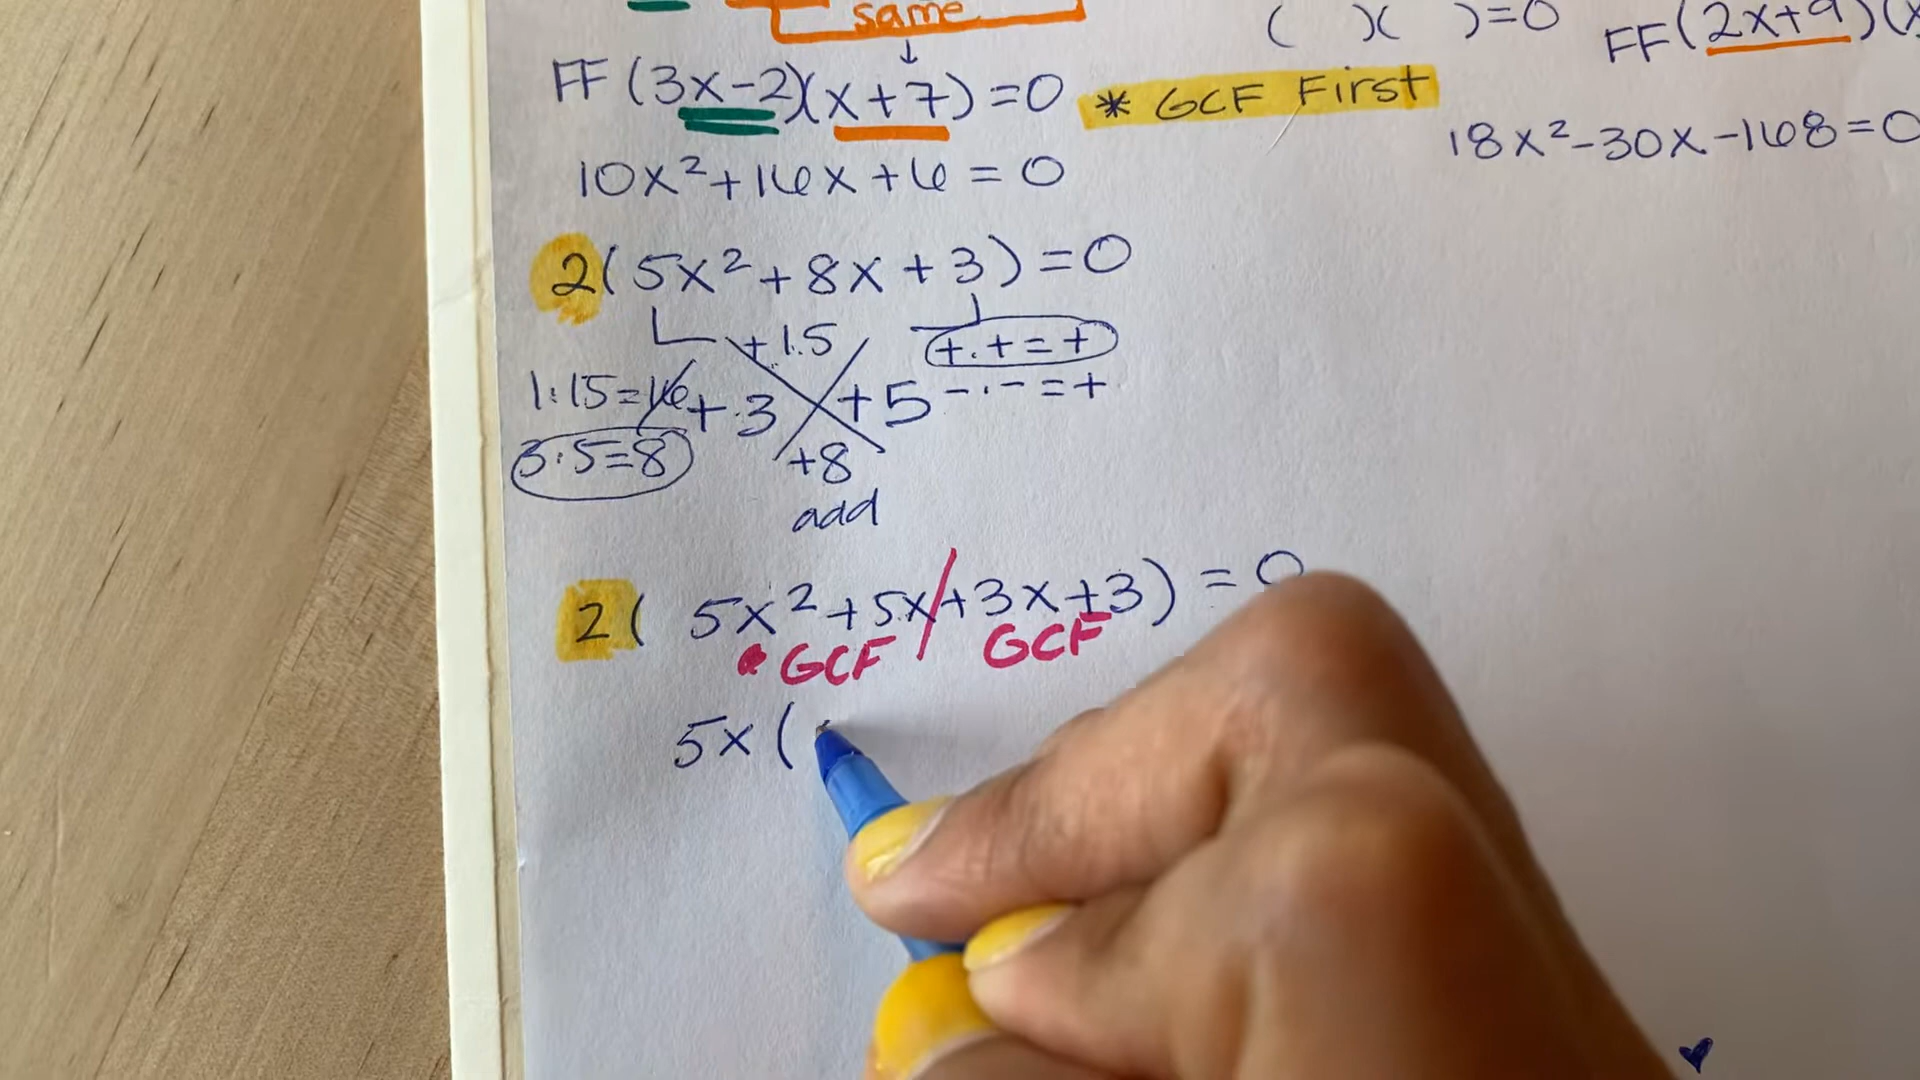 same
↓
FF (3x-2)(x+7)=0
* GCF First
10x²+16x+6=0
2(5x²+8x+3)=0
+15
+·+=+
1·15=16
+3
+5
-·-=+
3·5=8
+8
add
2( 5x²+5x/+3x+3)=0
GCF
GCF
5x(
( )( )=0
FF(2x+9)(x
18x²-30x-168=0